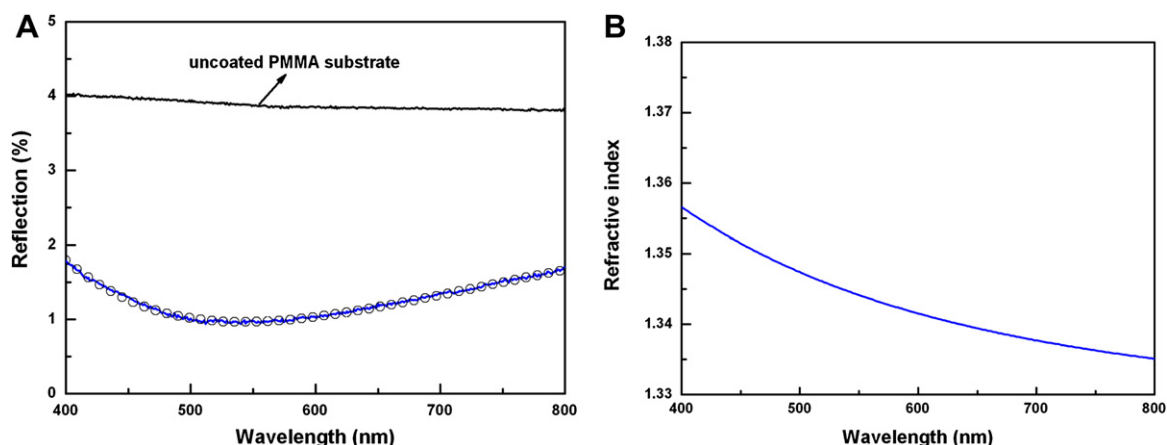 A
5
4
3
2
1
0
Reflection (%)
uncoated PMMA substrate
400 500 600 700 800
Wavelength (nm)
B
1.38
1.37
1.36
1.35
1.34
1.33
Refractive index
400 500 600 700 800
Wavelength (nm)